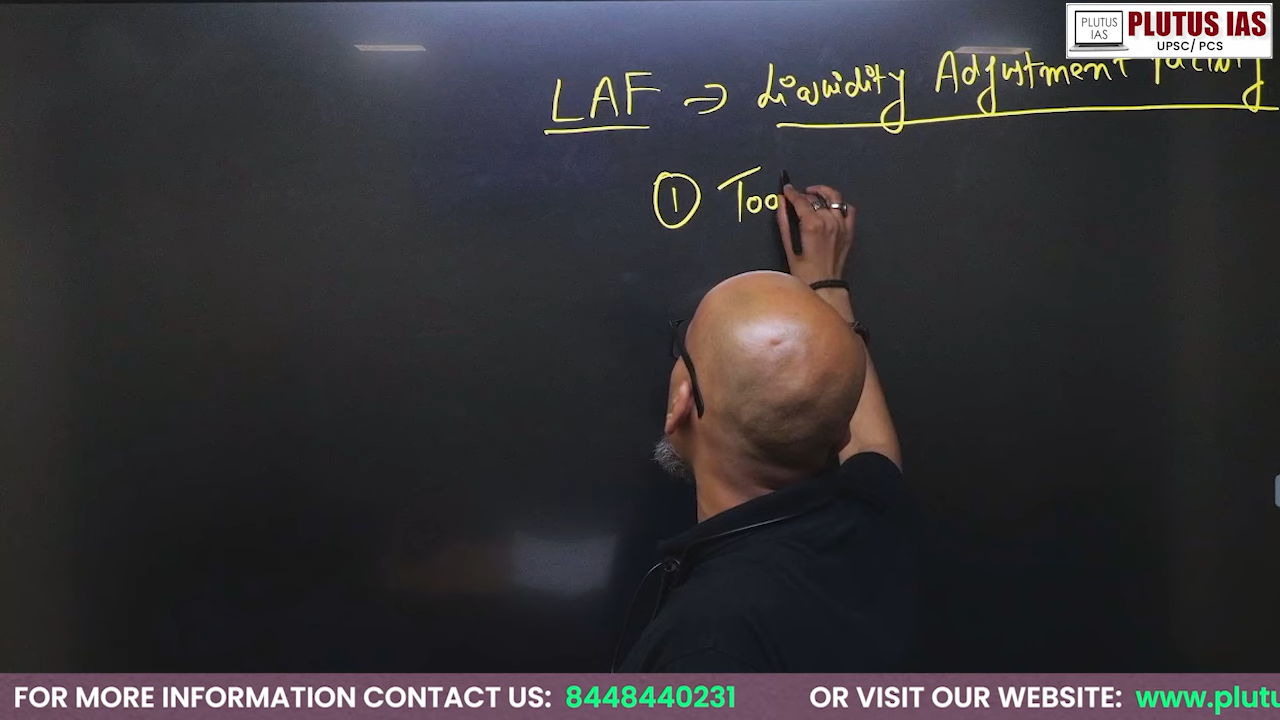 PLUTUS IAS
PLUTUS IAS
UPSC/ PCS
LAF → Liquidity Adjustment Facility
① Too
FOR MORE INFORMATION CONTACT US: 8448440231 OR VISIT OUR WEBSITE: www.plutu